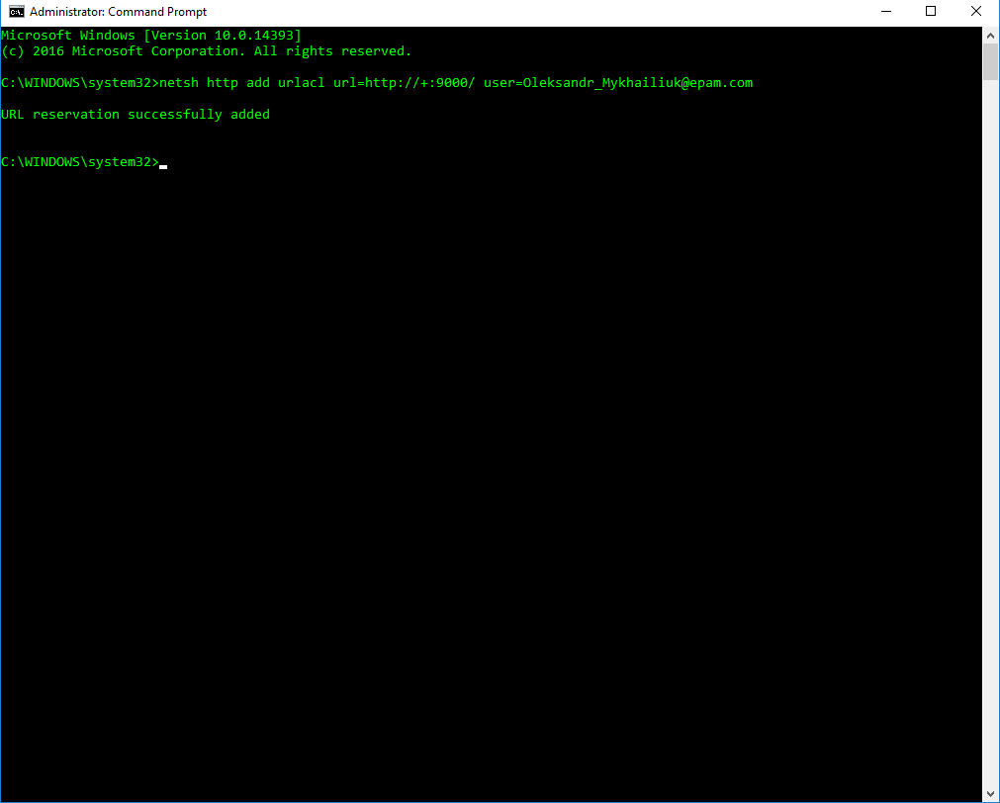 Administrator: Command Prompt
Microsoft Windows [Version 10.0.14393]
(c) 2016 Microsoft Corporation. All rights reserved.
C:\WINDOWS\system32>netsh http add urlacl url=http://+:9000/ user=Oleksandr_Mykhailiuk@epam.com
URL reservation successfully added
C:\WINDOWS\system32>